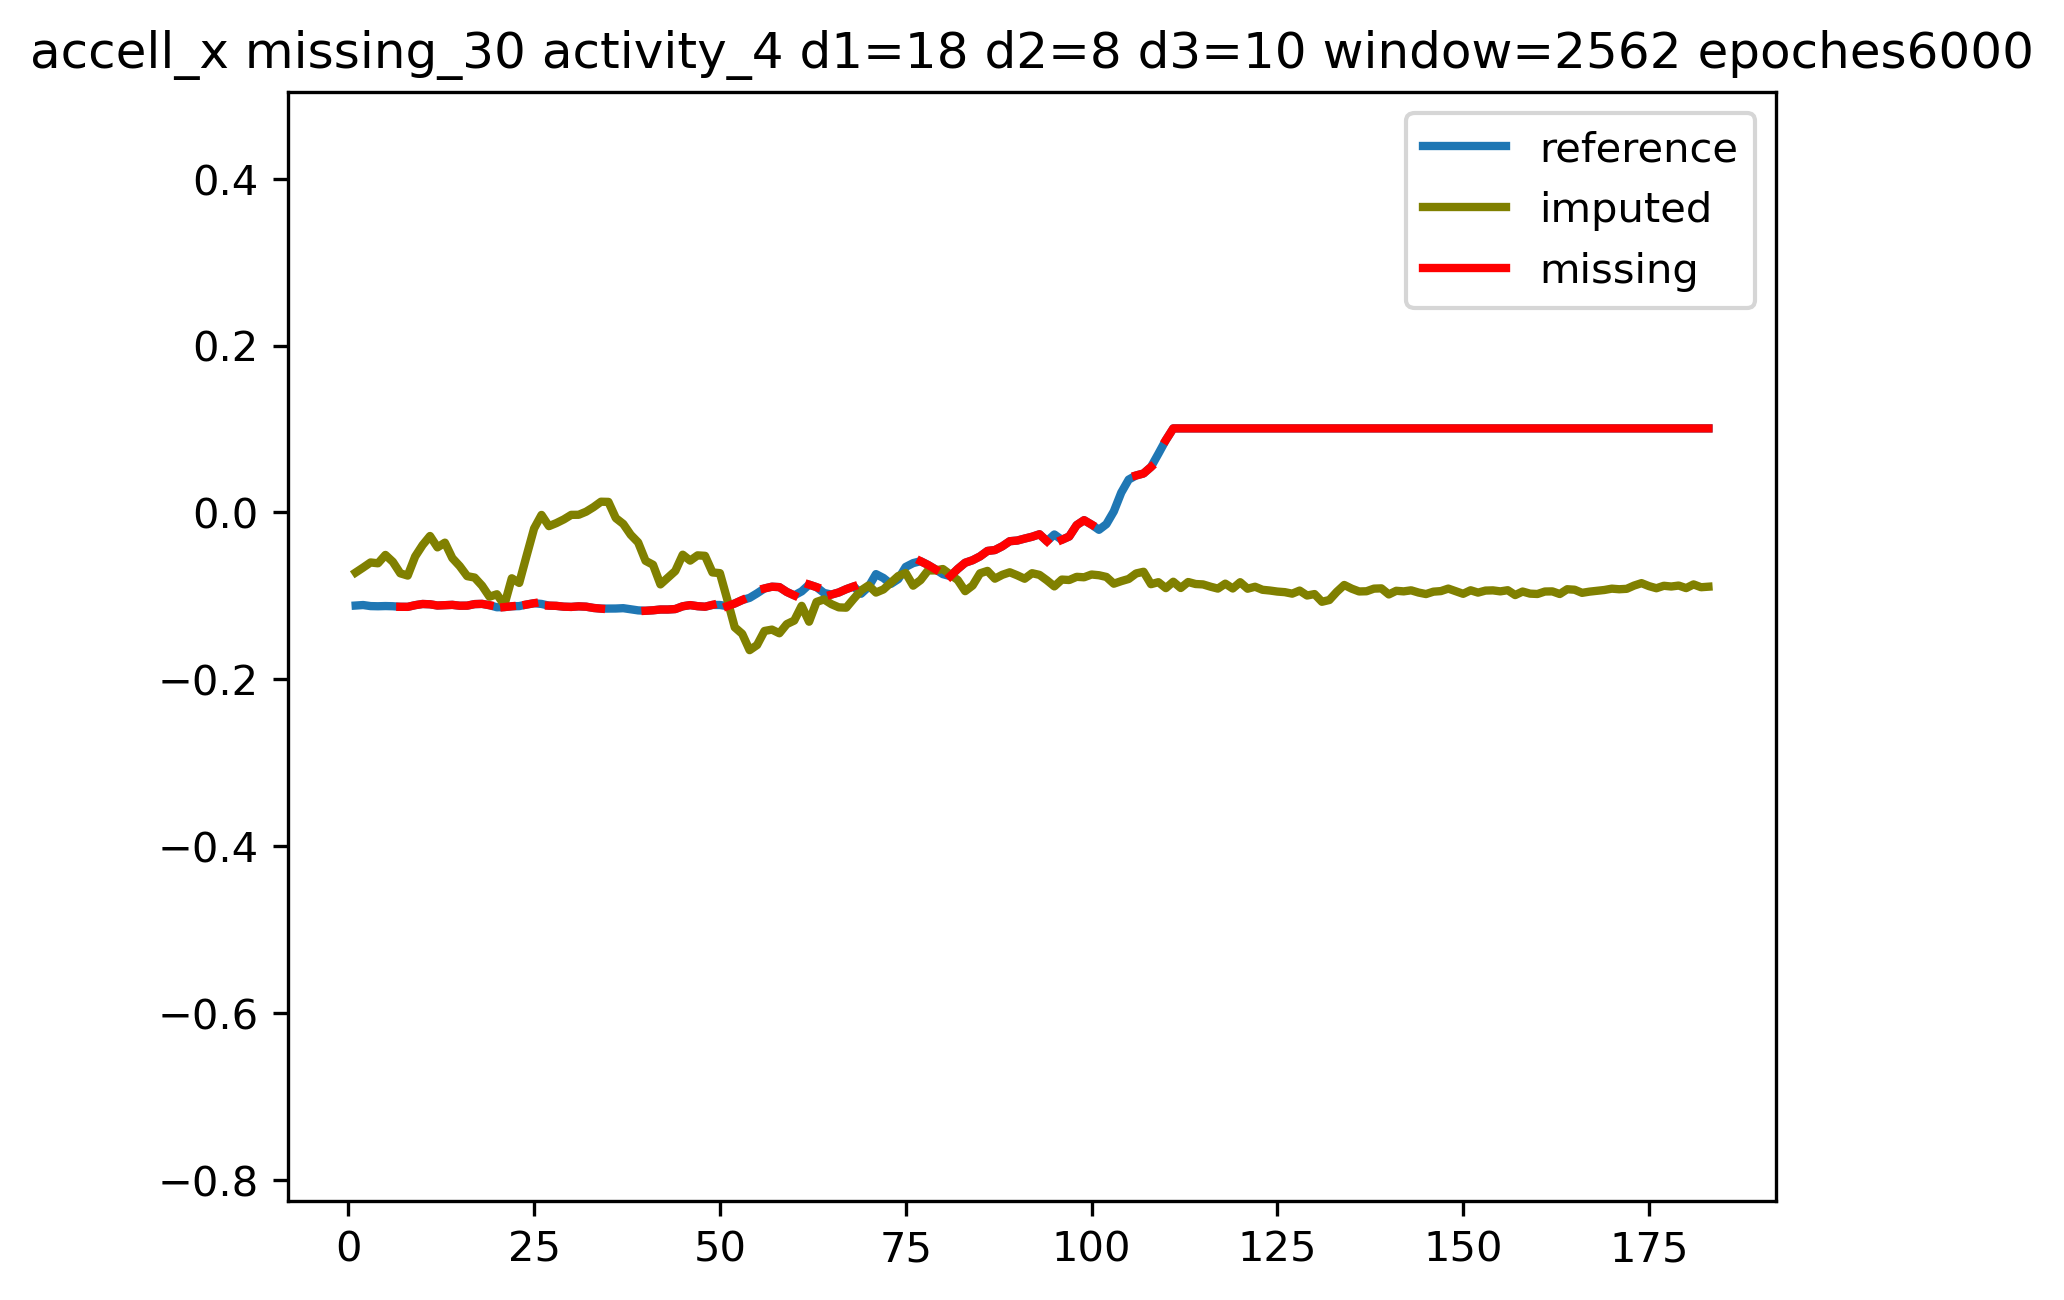 accell_x missing_30 activity_4 d1=18 d2=8 d3=10 window=2562 epoches6000
reference
imputed
missing
0.4
0.2
0.0
−0.2
−0.4
−0.6
−0.8
0 25 50 75 100 125 150 175